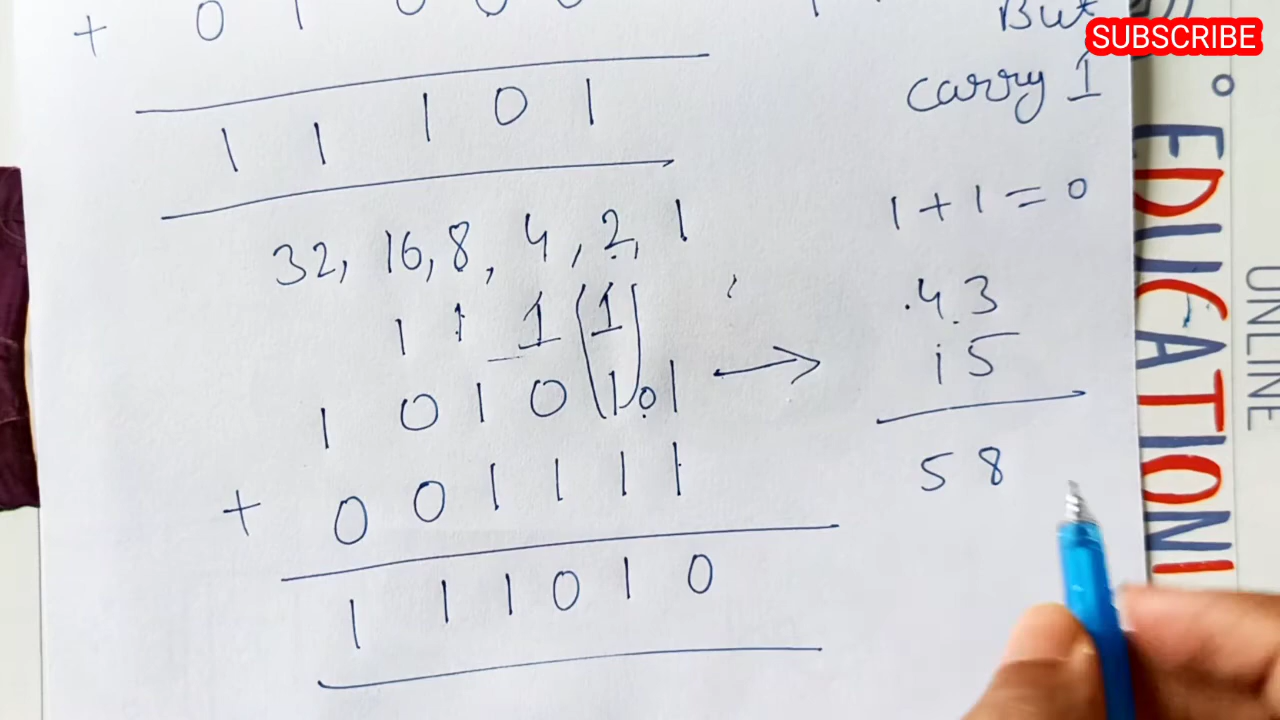 But
SUBSCRIBE
+ 0 1 0 0 0
carry 1
1 1 1 0 1
1 + 1 = 0
32, 16, 8, 4, 2, 1
43
1 1 1 1
15
1 0 1 0 1 1
+ 0 0 1 1 1 1
58
1 1 1 0 1 0
EDUCATION
ONLINE